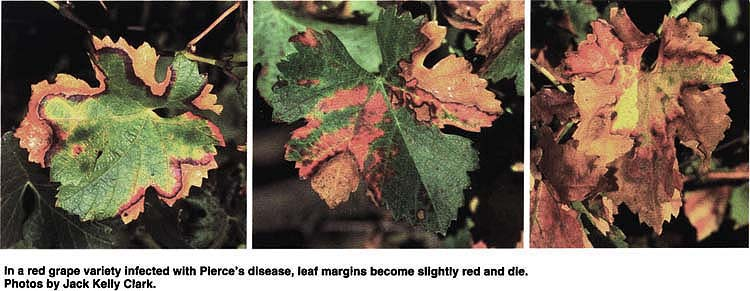 In a red grape variety infected with Pierce's disease, leaf margins become slightly red and die.
Photos by Jack Kelly Clark.